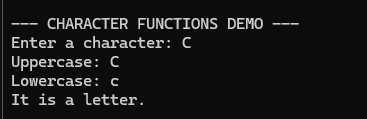 --- CHARACTER FUNCTIONS DEMO ---
Enter a character: C
Uppercase: C
Lowercase: c
It is a letter.